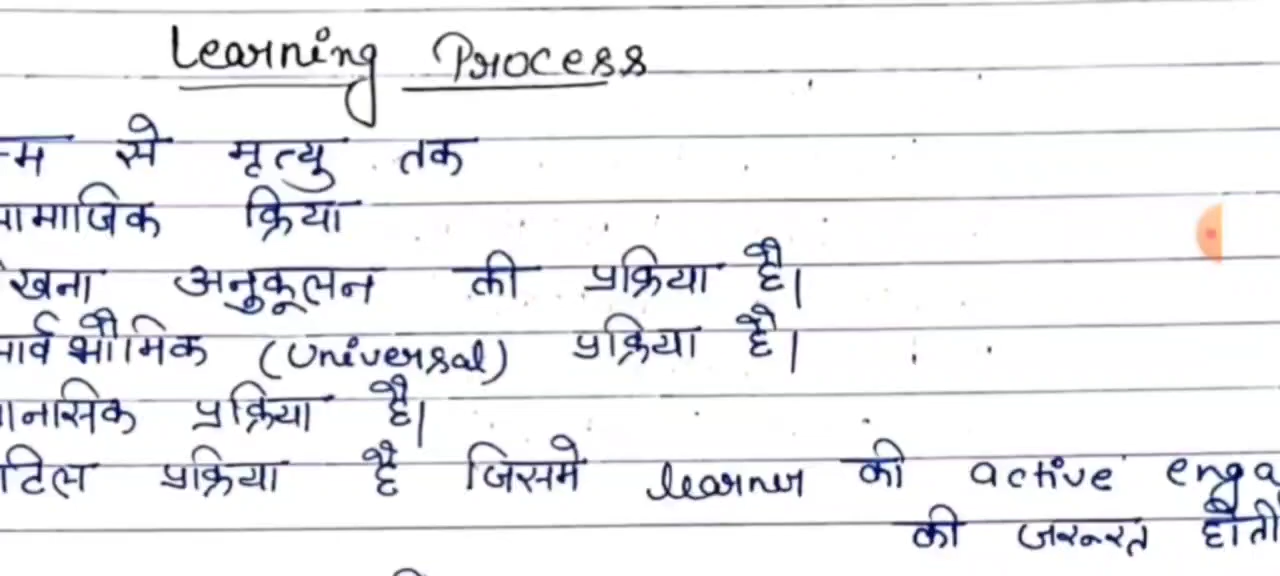 Learning Process
से मृत्यु तक
क्रिया
अनुकूलन की प्रक्रिया है।
(Universal) प्रक्रिया है।
प्रक्रिया है।
प्रक्रिया है जिसमे learner की active
की जरूरत होती